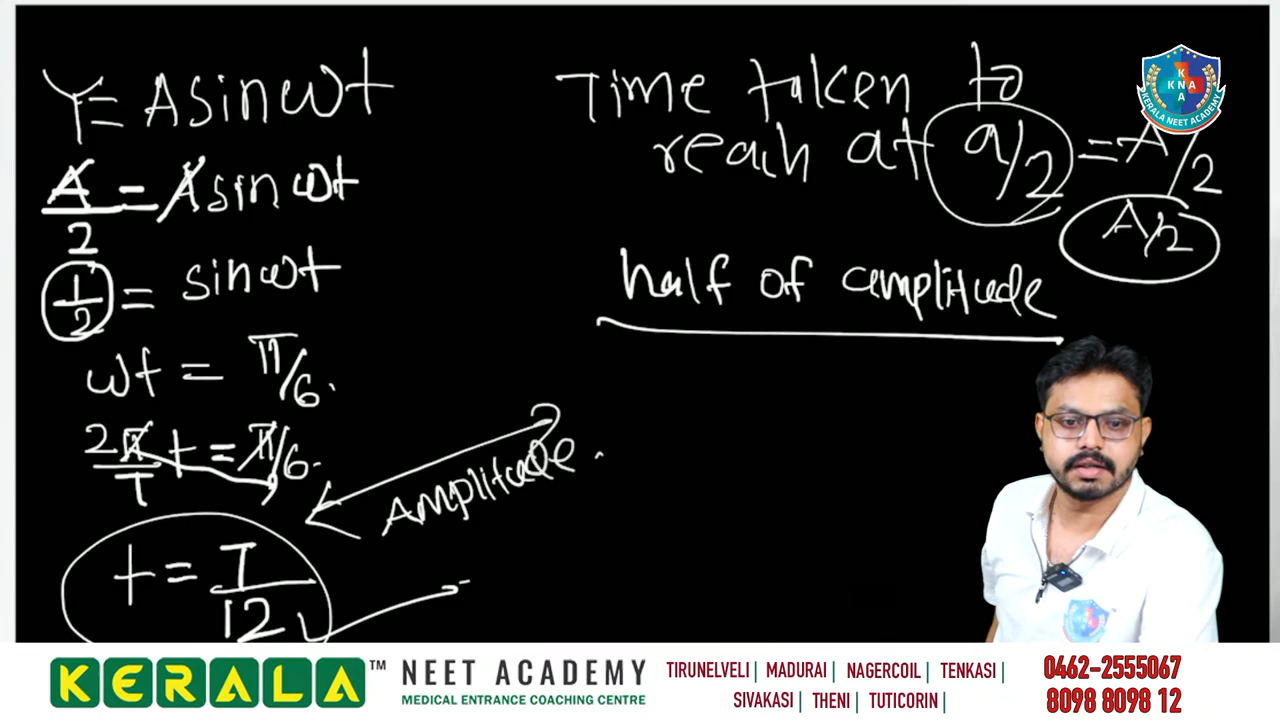 Y = A sin ωt
A/2 = A sin ωt
1/2 = sin ωt
ωt = π/6.
2π/T t = π/6.
t = T/12
Amplitude.
Time taken to
reach at a/2 = A/2
A/2
half of amplitude
KERALA NEET ACADEMY
KNA
A
KERALA™ NEET ACADEMY
MEDICAL ENTRANCE COACHING CENTRE
TIRUNELVELI | MADURAI | NAGERCOIL | TENKASI |
SIVAKASI | THENI | TUTICORIN |
0462-2555067
8098 8098 12